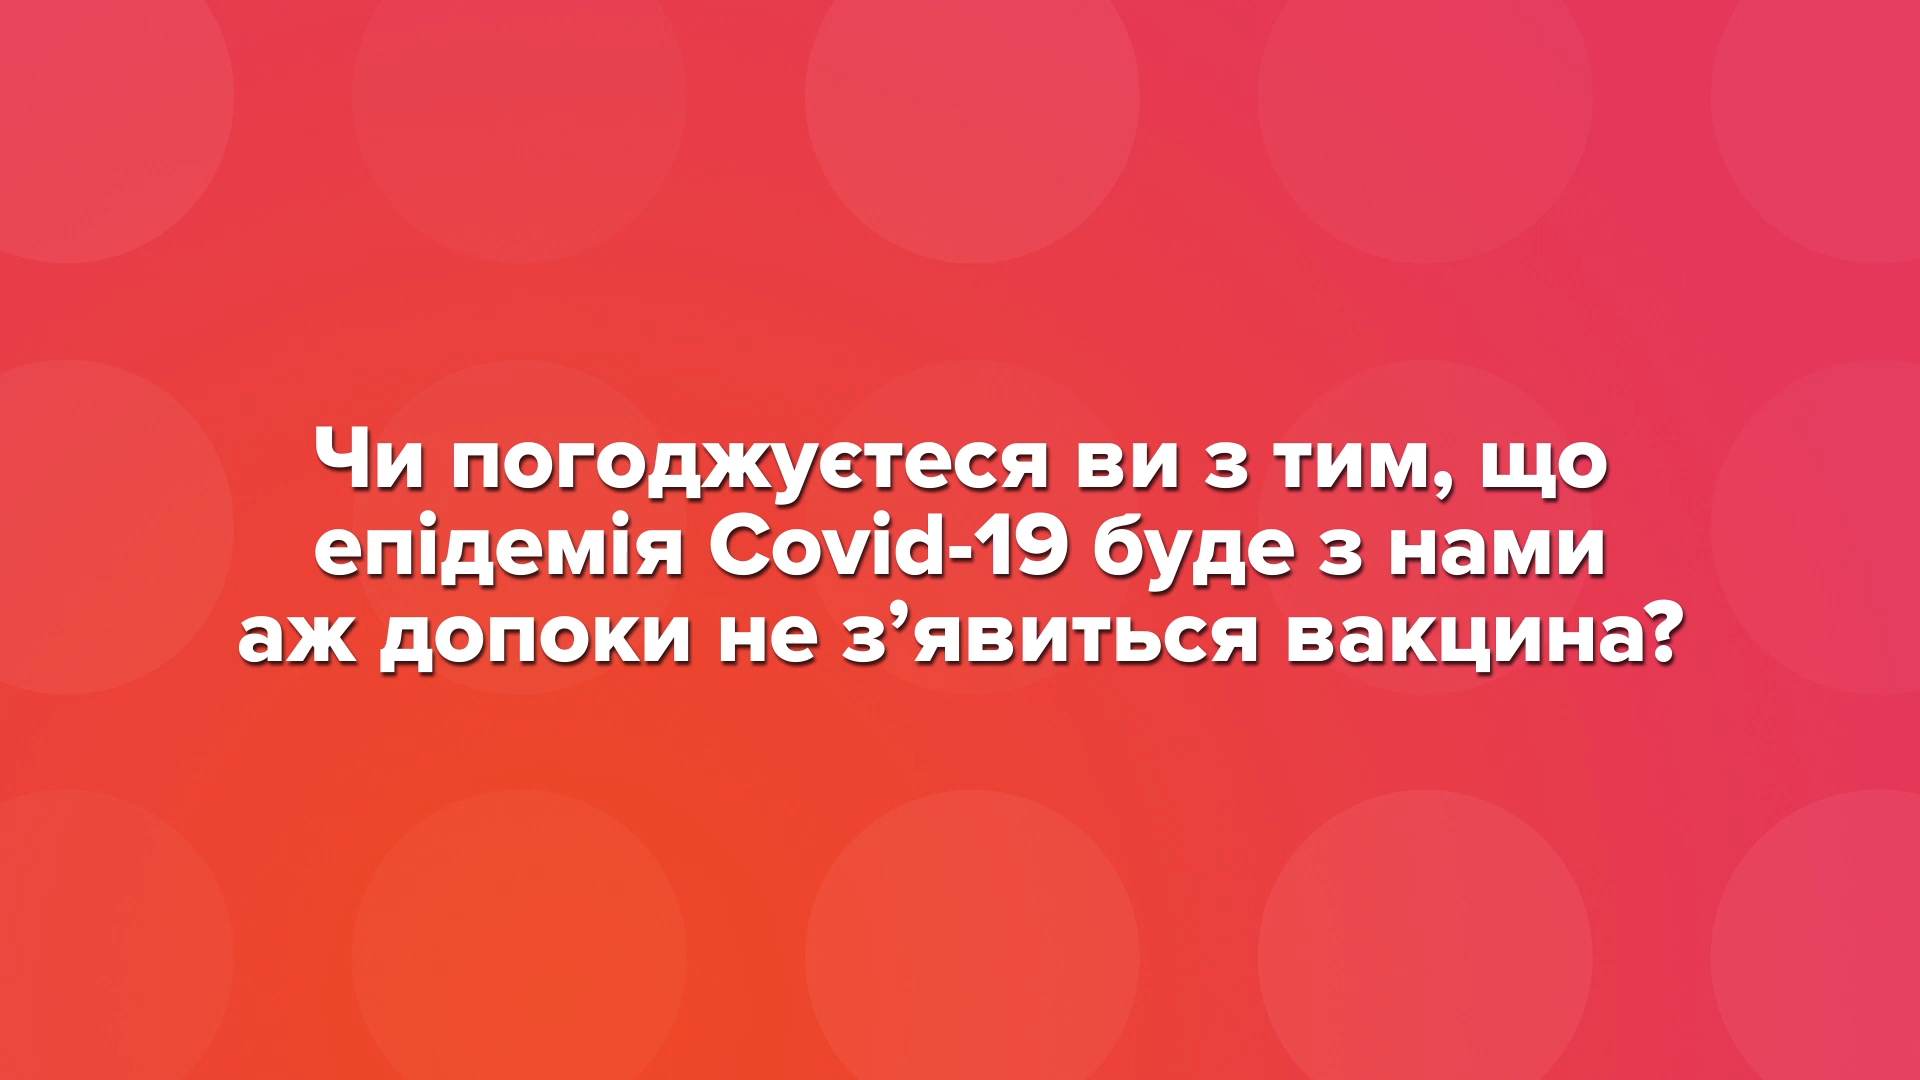 Чи погоджуєтеся ви з тим, що
епідемія Covid-19 буде з нами
аж допоки не з’явиться вакцина?